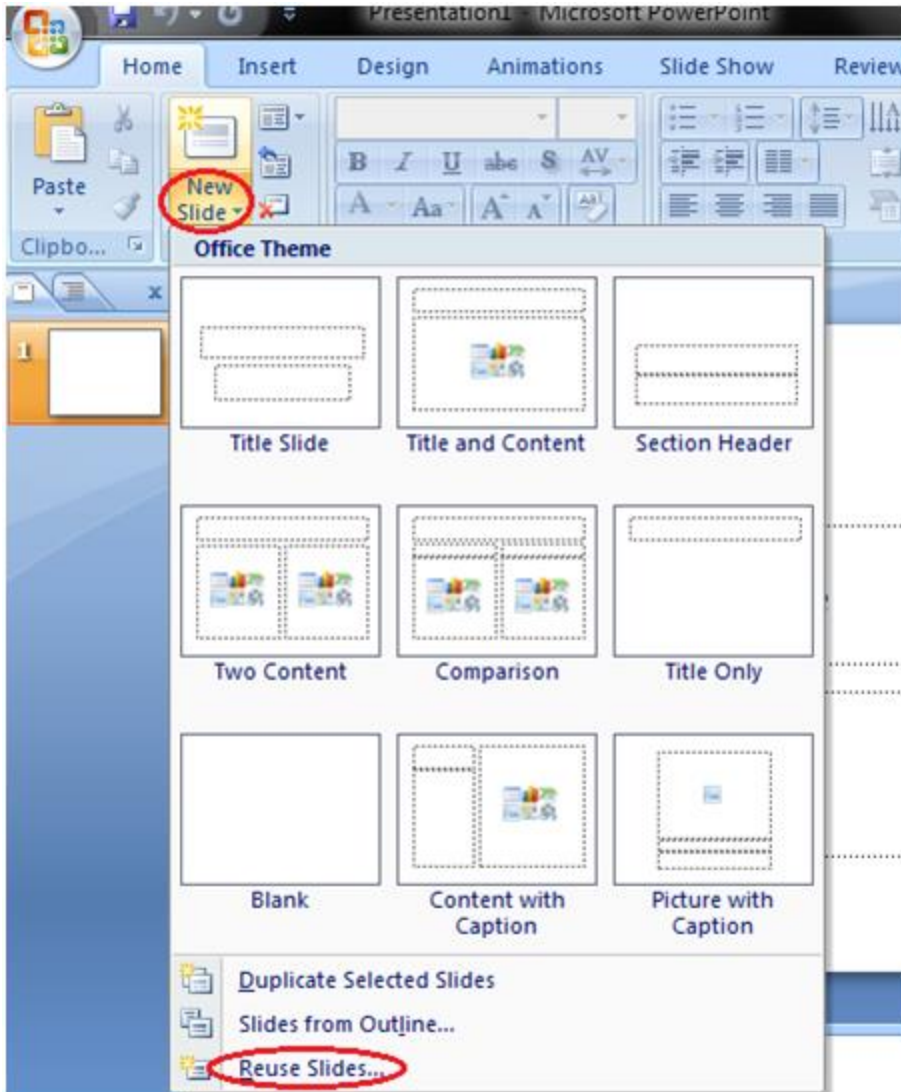 Presentation1 - Microsoft PowerPoint
Home Insert Design Animations Slide Show Review
Paste
New
Slide
B I U abe S AV
A Aa A A Aa
Clipbo...
Office Theme
1
Title Slide Title and Content Section Header
Two Content Comparison Title Only
Blank Content with Caption Picture with Caption
Duplicate Selected Slides
Slides from Outline...
Reuse Slides...